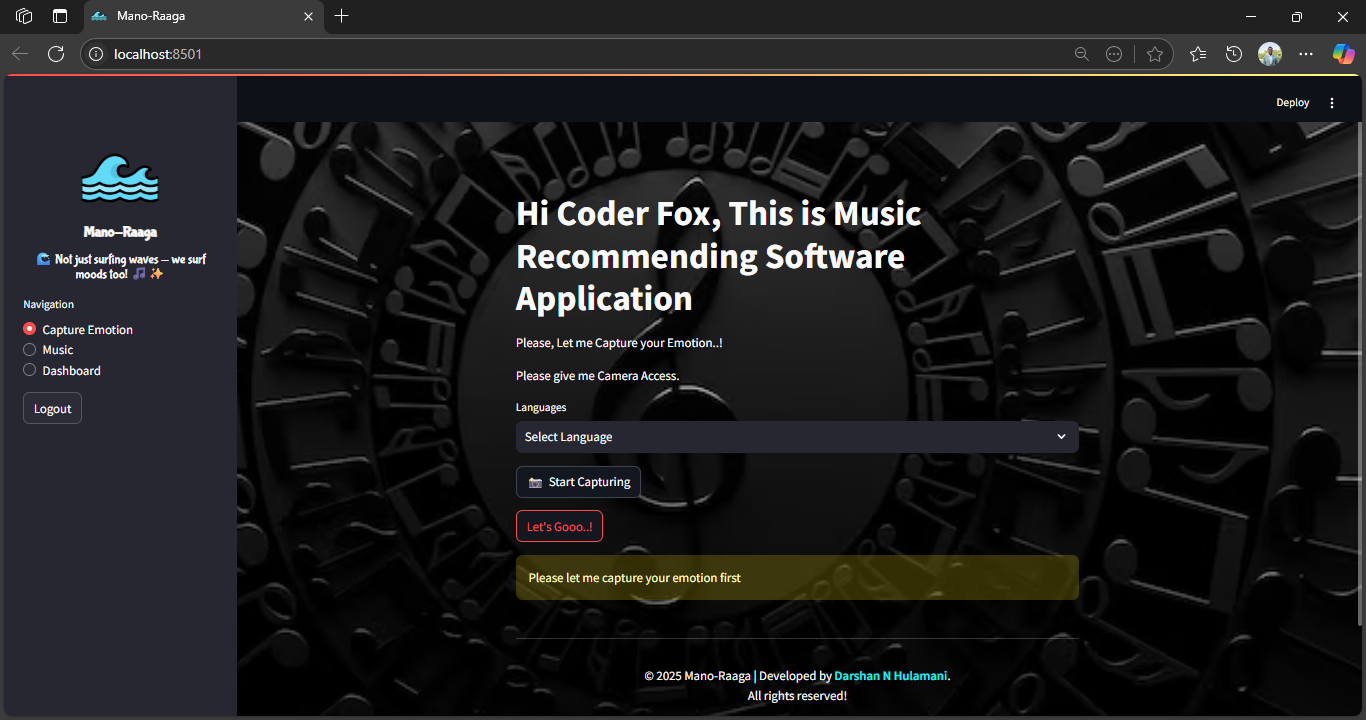 Mano-Raaga
localhost:8501
Deploy
Mano-Raaga
🌊 Not just surfing waves – we surf
moods too! 🎵 ✨
Navigation
Capture Emotion
Music
Dashboard
Logout
Hi Coder Fox, This is Music
Recommending Software
Application
Please, Let me Capture your Emotion..!
Please give me Camera Access.
Languages
Select Language
📷 Start Capturing
Let's Gooo..!
Please let me capture your emotion first
© 2025 Mano-Raaga | Developed by Darshan N Hulamani.
All rights reserved!